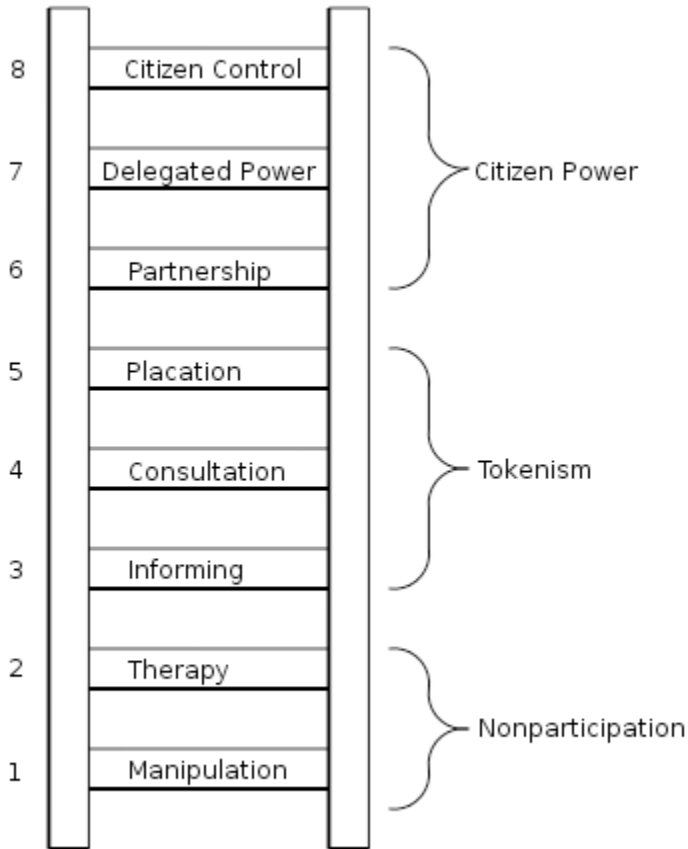 8
Citizen Control
7
Delegated Power
Citizen Power
6
Partnership
5
Placation
4
Consultation
Tokenism
3
Informing
2
Therapy
Nonparticipation
1
Manipulation